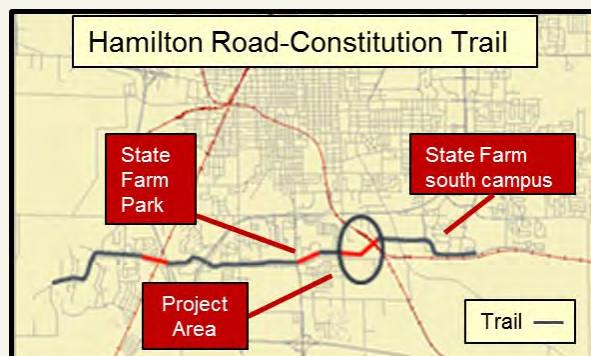 Hamilton Road-Constitution Trail
State
Farm
Park
State Farm
south campus
Project
Area
Trail